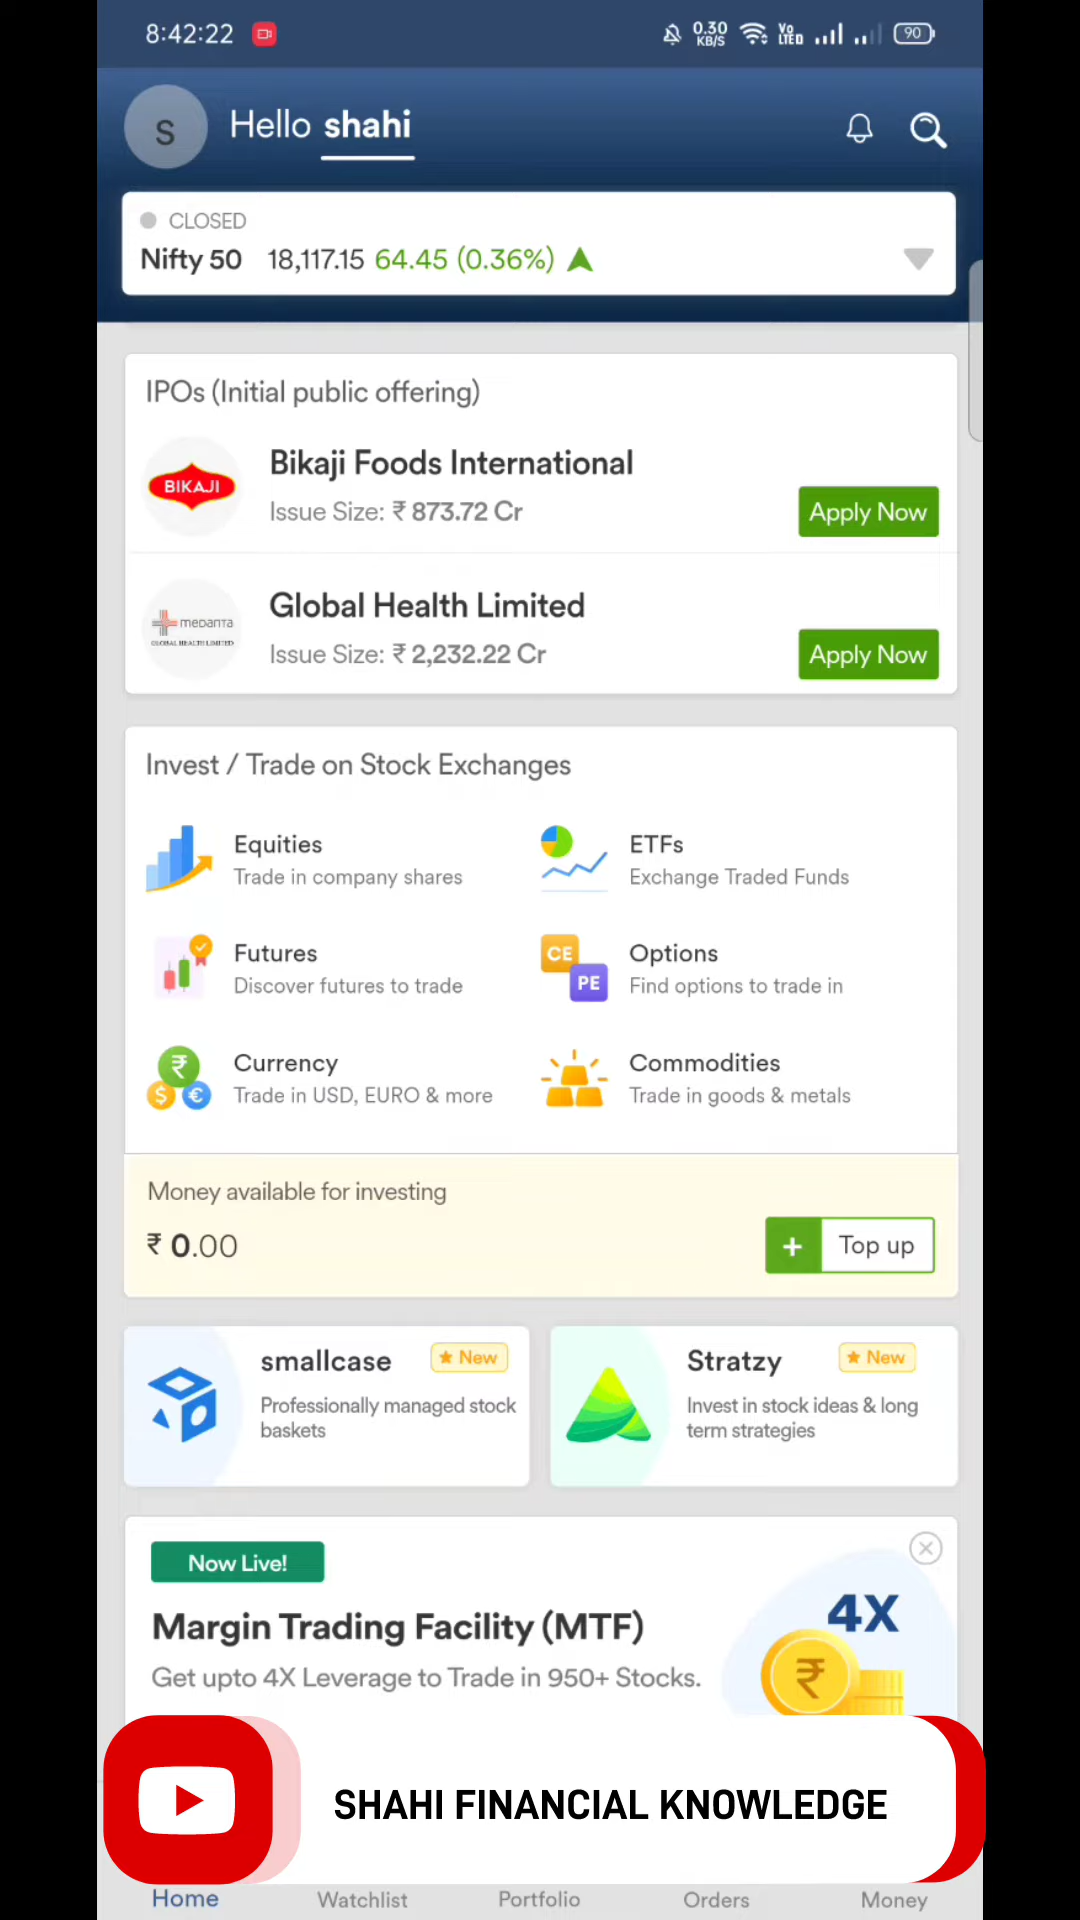 8:42:22
0.30
KB/S
Vo
LTED
90
S
Hello shahi
CLOSED
Nifty 50 18,117.15 64.45 (0.36%)
IPOs (Initial public offering)
BIKAJI
Bikaji Foods International
Issue Size: ₹ 873.72 Cr
Apply Now
medanta
GLOBAL HEALTH LIMITED
Global Health Limited
Issue Size: ₹ 2,232.22 Cr
Apply Now
Invest / Trade on Stock Exchanges
Equities
Trade in company shares
ETFs
Exchange Traded Funds
Futures
Discover futures to trade
CE
PE
Options
Find options to trade in
₹
$
€
Currency
Trade in USD, EURO & more
Commodities
Trade in goods & metals
Money available for investing
₹ 0.00
+ Top up
smallcase
New
Professionally managed stock
baskets
Stratzy
New
Invest in stock ideas & long
term strategies
Now Live!
Margin Trading Facility (MTF)
Get upto 4X Leverage to Trade in 950+ Stocks.
4X
₹
SHAHI FINANCIAL KNOWLEDGE
Home
Watchlist
Portfolio
Orders
Money